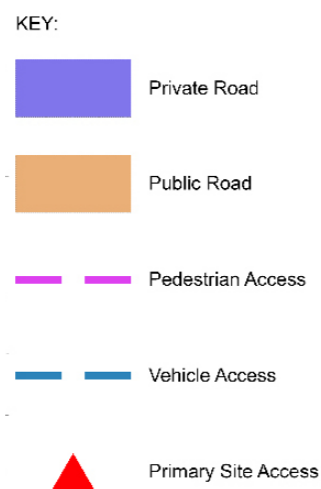 KEY:
Private Road
Public Road
Pedestrian Access
Vehicle Access
Primary Site Access